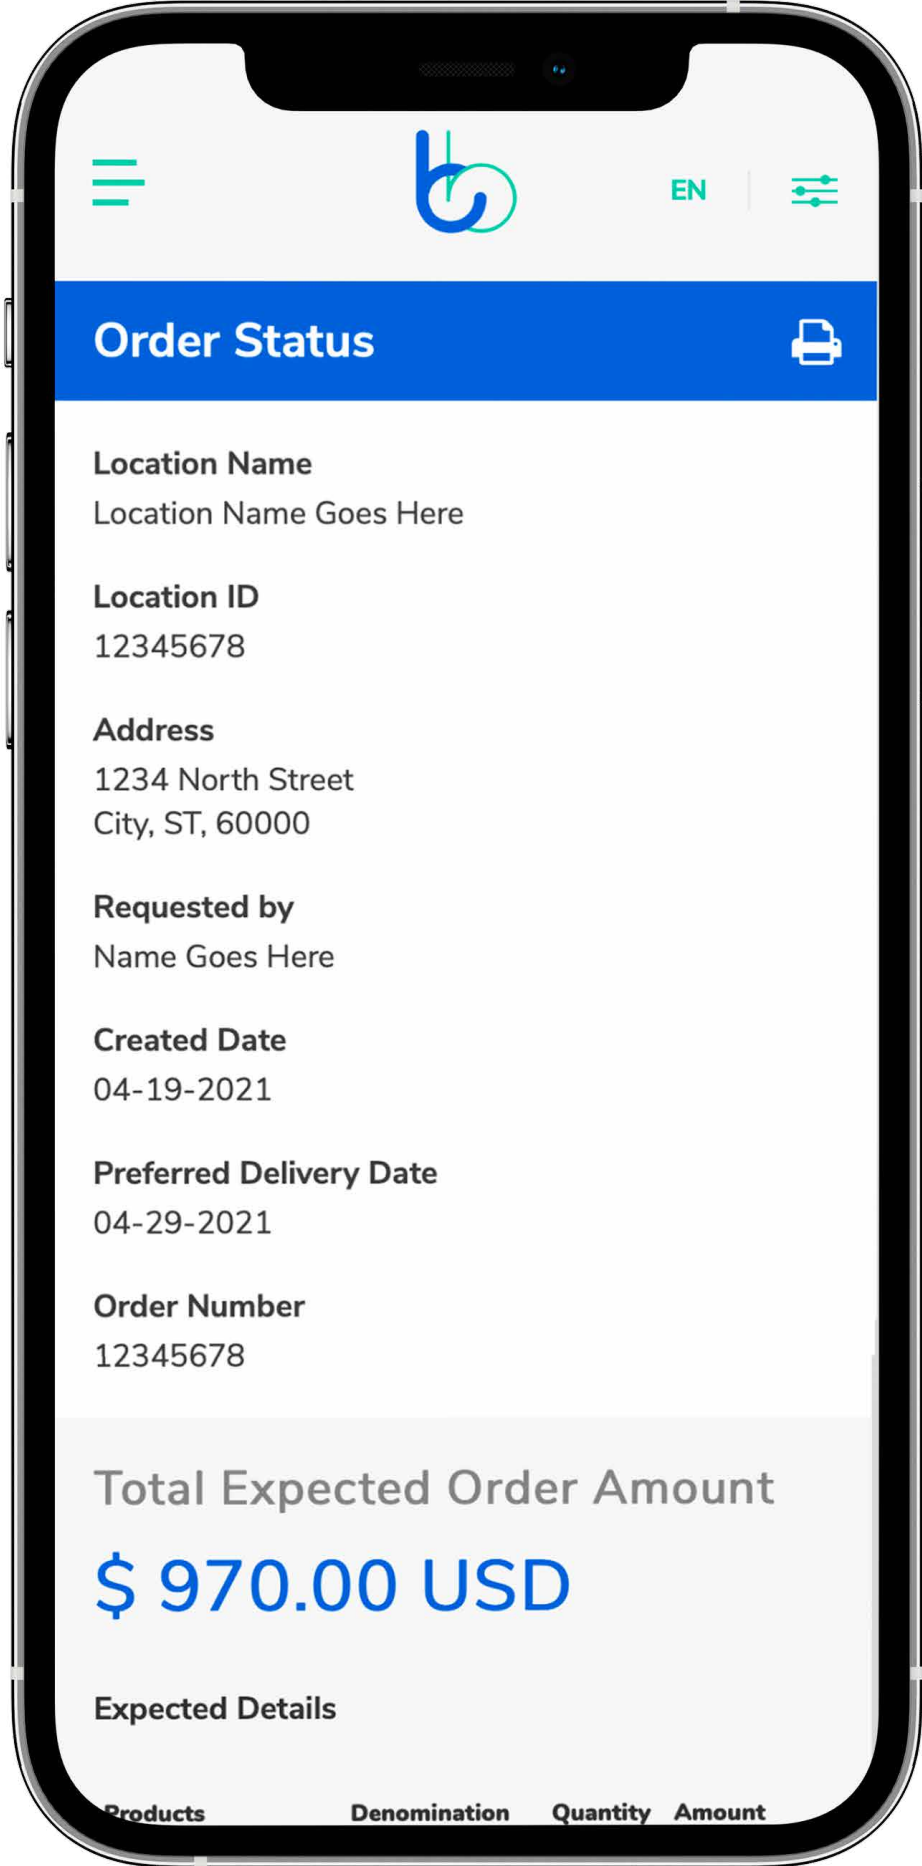 EN
Order Status
Location Name
Location Name Goes Here
Location ID
12345678
Address
1234 North Street
City, ST, 60000
Requested by
Name Goes Here
Created Date
04-19-2021
Preferred Delivery Date
04-29-2021
Order Number
12345678
Total Expected Order Amount
$ 970.00 USD
Expected Details
Products Denomination Quantity Amount